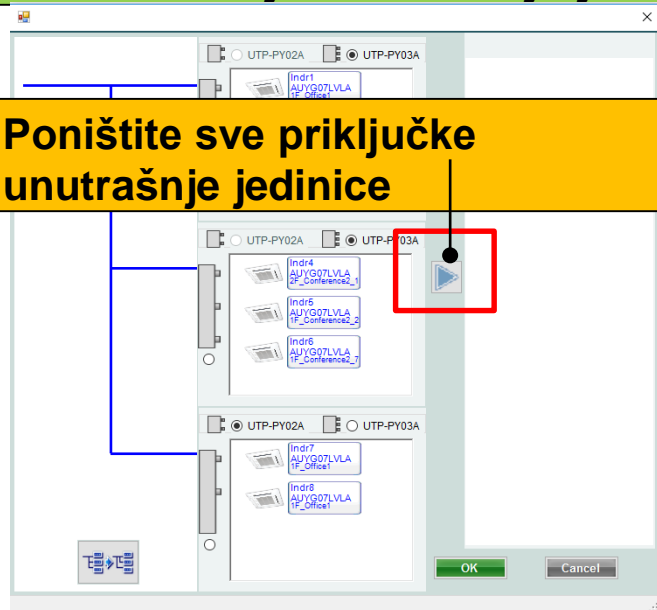 UTP-PY02A UTP-PY03A
Indr1
AUYG07LVLA
1F_Office1
Poništite sve priključke
unutrašnje jedinice
UTP-PY02A UTP-PY03A
Indr4
AUYG07LVLA
2F_Conference2_1
Indr5
AUYG07LVLA
1F_Conference2_2
Indr6
AUYG07LVLA
1F_Conference2_7
UTP-PY02A UTP-PY03A
Indr7
AUYG07LVLA
1F_Office1
Indr8
AUYG07LVLA
1F_Office1
OK Cancel